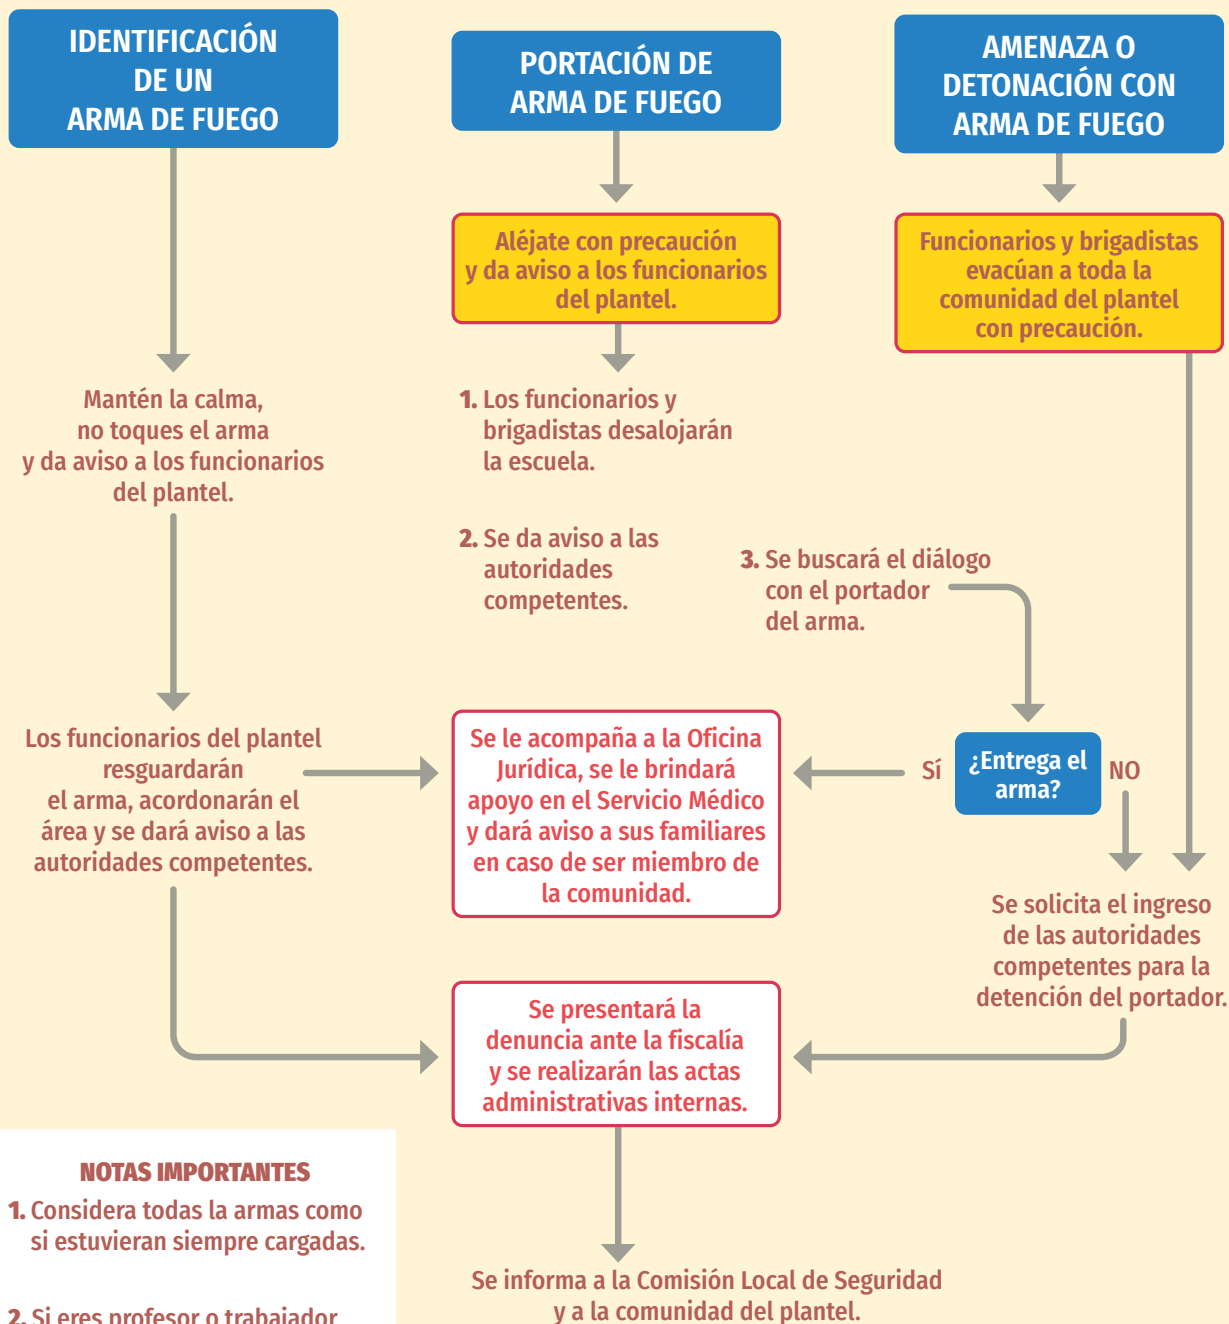 IDENTIFICACIÓN
DE UN
ARMA DE FUEGO
Mantén la calma,
no toques el arma
y da aviso a los funcionarios
del plantel.
Los funcionarios del plantel
resguardarán
el arma, acordonarán el
área y se dará aviso a las
autoridades competentes.
PORTACIÓN DE
ARMA DE FUEGO
Aléjate con precaución
y da aviso a los funcionarios
del plantel.
1. Los funcionarios y
brigadistas desalojarán
la escuela.
2. Se da aviso a las
autoridades
competentes.
3. Se buscará el diálogo
con el portador
del arma.
¿Entrega el
arma?
Sí
NO
Se le acompaña a la Oficina
Jurídica, se le brindará
apoyo en el Servicio Médico
y dará aviso a sus familiares
en caso de ser miembro de
la comunidad.
AMENAZA O
DETONACIÓN CON
ARMA DE FUEGO
Funcionarios y brigadistas
evacúan a toda la
comunidad del plantel
con precaución.
Se solicita el ingreso
de las autoridades
competentes para la
detención del portador.
Se presentará la
denuncia ante la fiscalía
y se realizarán las actas
administrativas internas.
Se informa a la Comisión Local de Seguridad
y a la comunidad del plantel.
NOTAS IMPORTANTES
1. Considera todas la armas como
si estuvieran siempre cargadas.
2. Si eres profesor o trabajador